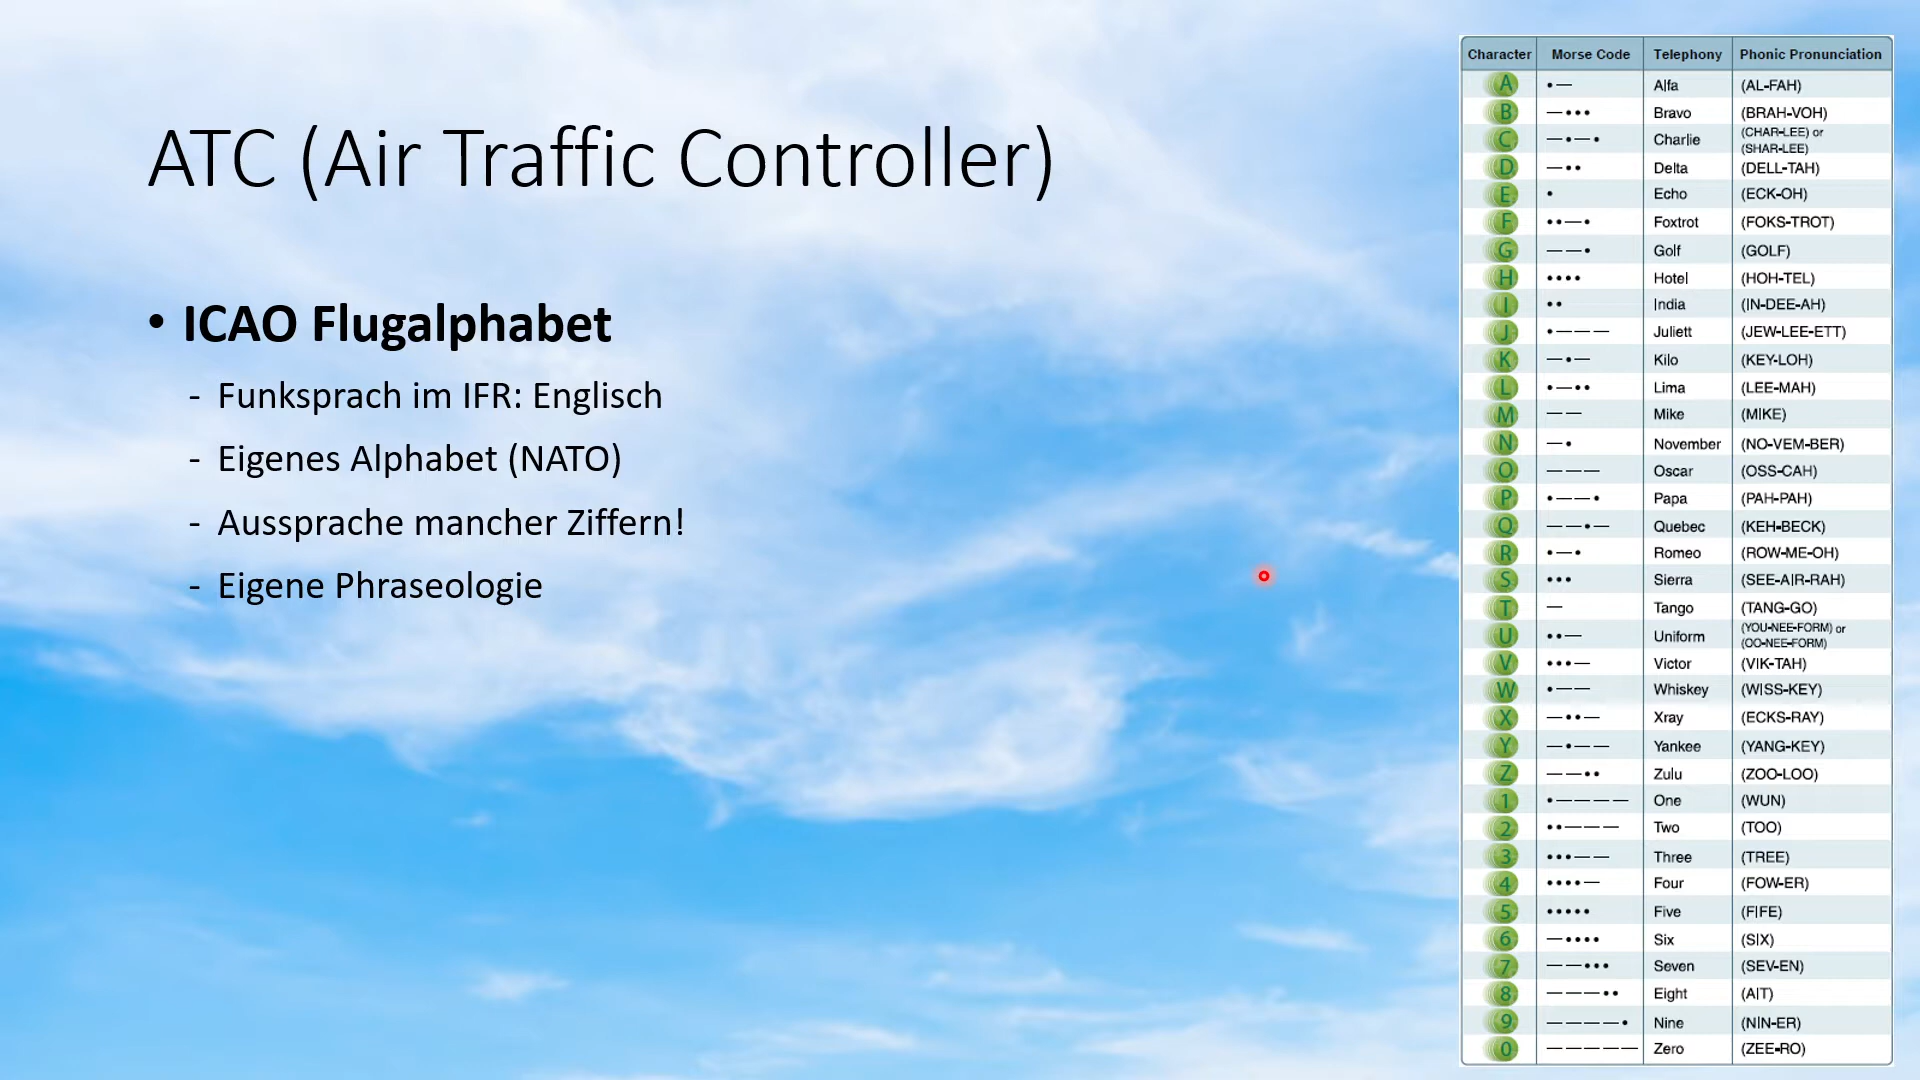 ATC (Air Traffic Controller)
• ICAO Flugalphabet
- Funksprach im IFR: Englisch
- Eigenes Alphabet (NATO)
- Aussprache mancher Ziffern!
- Eigene Phraseologie
Character Morse Code Telephony Phonic Pronunciation
A •— Alfa (AL-FAH)
B —••• Bravo (BRAH-VOH)
C —•—• Charlie (CHAR-LEE) or
(SHAR-LEE)
D —•• Delta (DELL-TAH)
E • Echo (ECK-OH)
F ••—• Foxtrot (FOKS-TROT)
G ——• Golf (GOLF)
H •••• Hotel (HOH-TEL)
I •• India (IN-DEE-AH)
J •——— Juliett (JEW-LEE-ETT)
K —•— Kilo (KEY-LOH)
L •—•• Lima (LEE-MAH)
M —— Mike (MIKE)
N —• November (NO-VEM-BER)
O ——— Oscar (OSS-CAH)
P •——• Papa (PAH-PAH)
Q ——•— Quebec (KEH-BECK)
R •—• Romeo (ROW-ME-OH)
S ••• Sierra (SEE-AIR-RAH)
T — Tango (TANG-GO)
U ••— Uniform (YOU-NEE-FORM) or
(OO-NEE-FORM)
V •••— Victor (VIK-TAH)
W •—— Whiskey (WISS-KEY)
X —••— Xray (ECKS-RAY)
Y —•—— Yankee (YANG-KEY)
Z ——•• Zulu (ZOO-LOO)
1 •———— One (WUN)
2 ••——— Two (TOO)
3 •••—— Three (TREE)
4 ••••— Four (FOW-ER)
5 ••••• Five (FIFE)
6 —•••• Six (SIX)
7 ——••• Seven (SEV-EN)
8 ———•• Eight (AIT)
9 ————• Nine (NIN-ER)
0 ————— Zero (ZEE-RO)